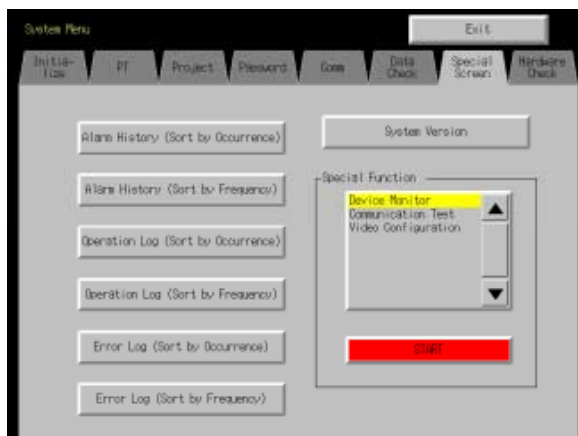 System Menu
Exit
Initia-
lize
PT
Project
Password
Comm
Data
Check
Special
Screen
Hardware
Check
Alarm History (Sort by Occurrence)
Alarm History (Sort by Frequency)
Operation Log (Sort by Occurrence)
Operation Log (Sort by Frequency)
Error Log (Sort by Occurrence)
Error Log (Sort by Frequency)
System Version
Special Function
Device Monitor
Communication Test
Video Configuration
START